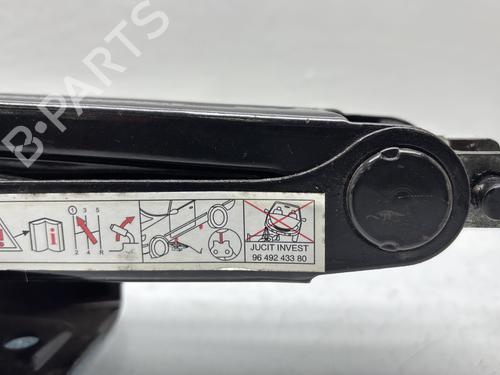 B-PARTS
1 3 5
2 4 R
i
JUCIT INVEST
96 492 433 80